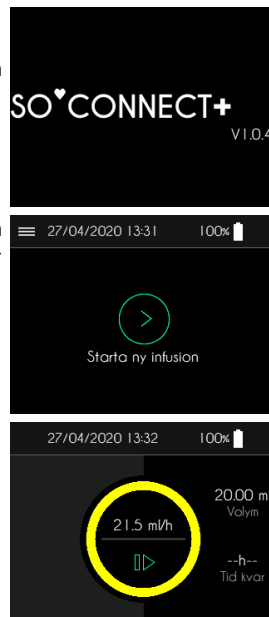 SO♥CONNECT+
V1.0.4
27/04/2020 13:31 100%
Starta ny infusion
27/04/2020 13:32 100%
20.00 m
Volym
21.5 ml/h
--h--
Tid kvar